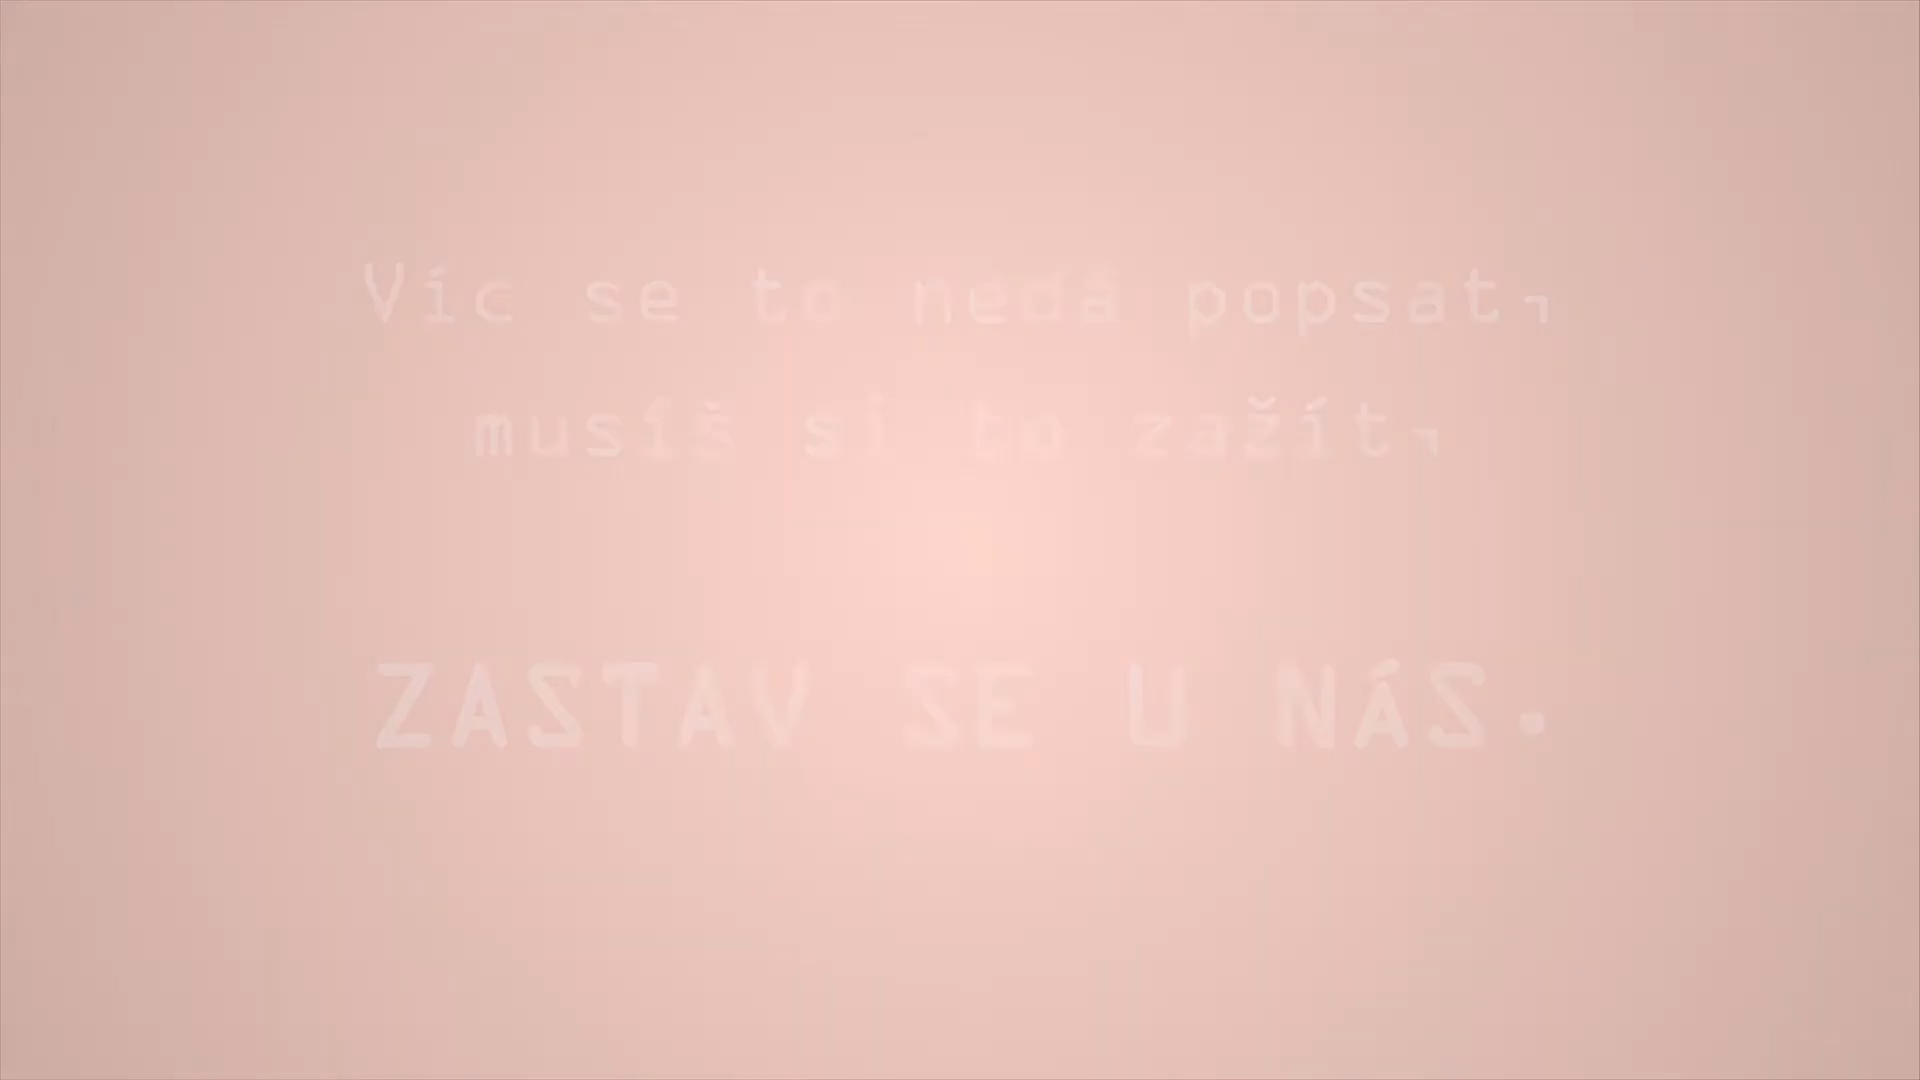 Víc se to nedá popsat,
musíš si to zažít,
ZASTAV SE U NÁS.